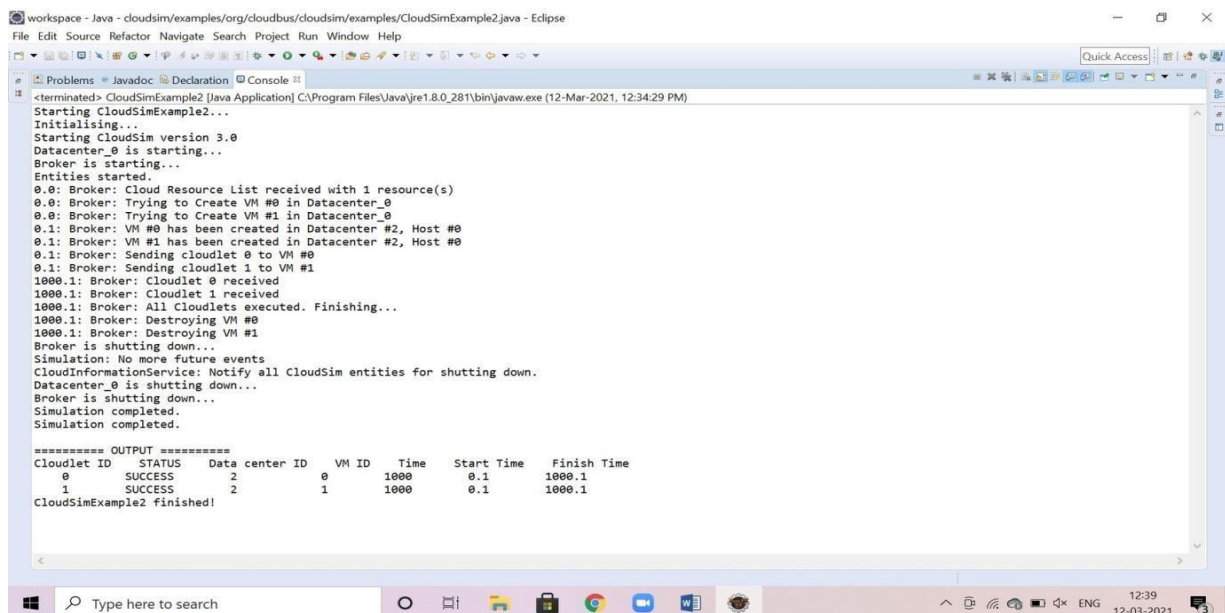 workspace - Java - cloudsim/examples/org/cloudbus/cloudsim/examples/CloudSimExample2.java - Eclipse
File Edit Source Refactor Navigate Search Project Run Window Help
Quick Access
Problems Javadoc Declaration Console
<terminated> CloudSimExample2 [Java Application] C:\Program Files\Java\jre1.8.0_281\bin\javaw.exe (12-Mar-2021, 12:34:29 PM)
Starting CloudSimExample2...
Initialising...
Starting CloudSim version 3.0
Datacenter_0 is starting...
Broker is starting...
Entities started.
0.0: Broker: Cloud Resource List received with 1 resource(s)
0.0: Broker: Trying to Create VM #0 in Datacenter_0
0.0: Broker: Trying to Create VM #1 in Datacenter_0
0.1: Broker: VM #0 has been created in Datacenter #2, Host #0
0.1: Broker: VM #1 has been created in Datacenter #2, Host #0
0.1: Broker: Sending cloudlet 0 to VM #0
0.1: Broker: Sending cloudlet 1 to VM #1
1000.1: Broker: Cloudlet 0 received
1000.1: Broker: Cloudlet 1 received
1000.1: Broker: All Cloudlets executed. Finishing...
1000.1: Broker: Destroying VM #0
1000.1: Broker: Destroying VM #1
Broker is shutting down...
Simulation: No more future events
CloudInformationService: Notify all CloudSim entities for shutting down.
Datacenter_0 is shutting down...
Broker is shutting down...
Simulation completed.
Simulation completed.
========== OUTPUT ==========
Cloudlet ID STATUS Data center ID VM ID Time Start Time Finish Time
0 SUCCESS 2 0 1000 0.1 1000.1
1 SUCCESS 2 1 1000 0.1 1000.1
CloudSimExample2 finished!
Type here to search
ENG
12:39
12-03-2021